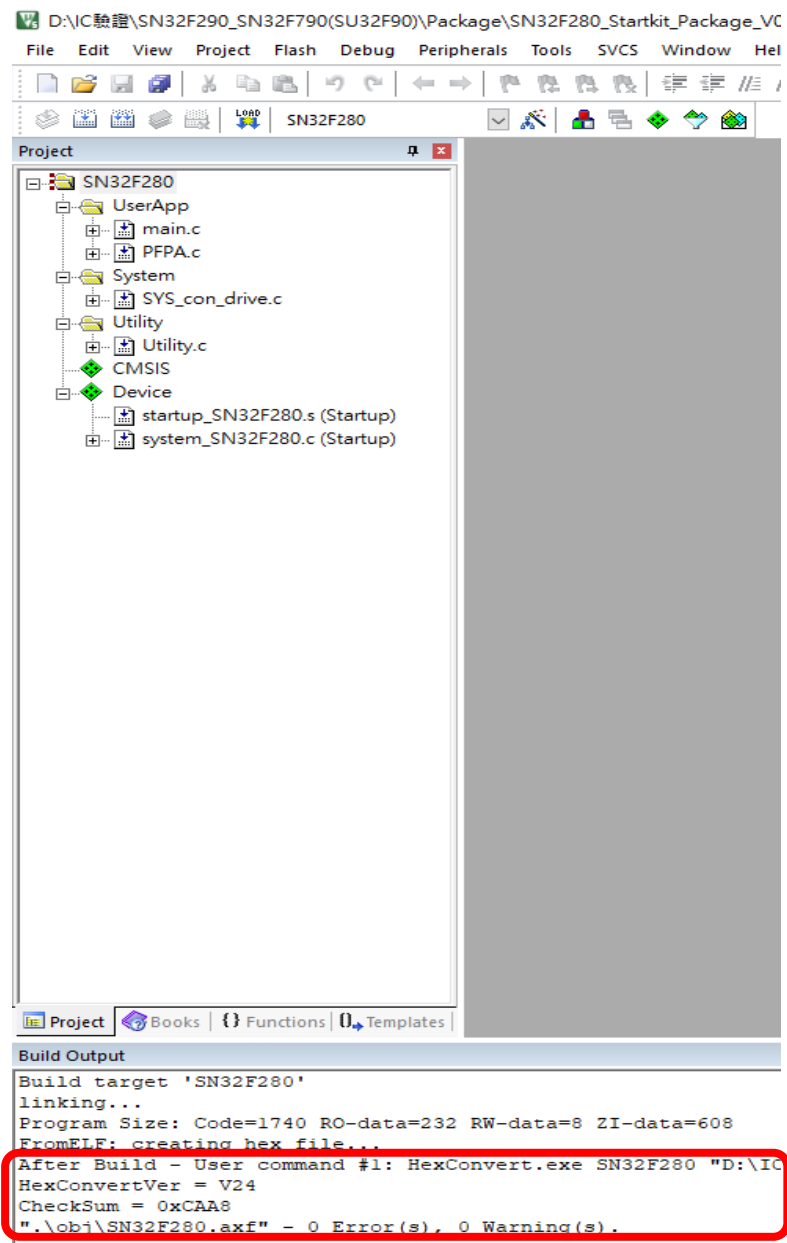 D:\IC驗證\SN32F290_SN32F790(SU32F90)\Package\SN32F280_Startkit_Package_V0
File Edit View Project Flash Debug Peripherals Tools SVCS Window Hel
LOAD SN32F280
Project
SN32F280
UserApp
main.c
PFPA.c
System
SYS_con_drive.c
Utility
Utility.c
CMSIS
Device
startup_SN32F280.s (Startup)
system_SN32F280.c (Startup)
Project Books {} Functions 0 Templates
Build Output
Build target 'SN32F280'
linking...
Program Size: Code=1740 RO-data=232 RW-data=8 ZI-data=608
FromELF: creating hex file...
After Build - User command #1: HexConvert.exe SN32F280 "D:\IC
HexConvertVer = V24
CheckSum = 0xCAA8
".\obj\SN32F280.axf" - 0 Error(s), 0 Warning(s).